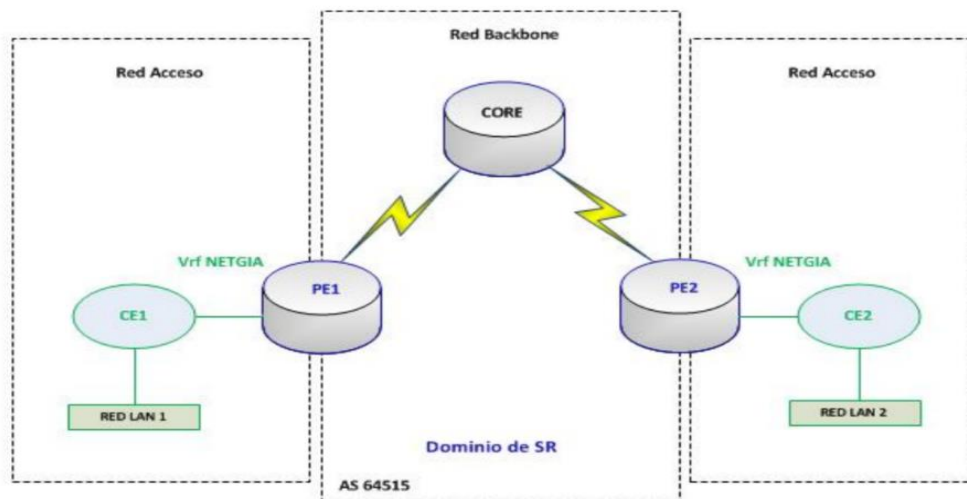 Red Backbone
Red Acceso
Red Acceso
CORE
Vrf NETGIA
Vrf NETGIA
PE1
PE2
CE1
CE2
RED LAN 1
RED LAN 2
Dominio de SR
AS 64515